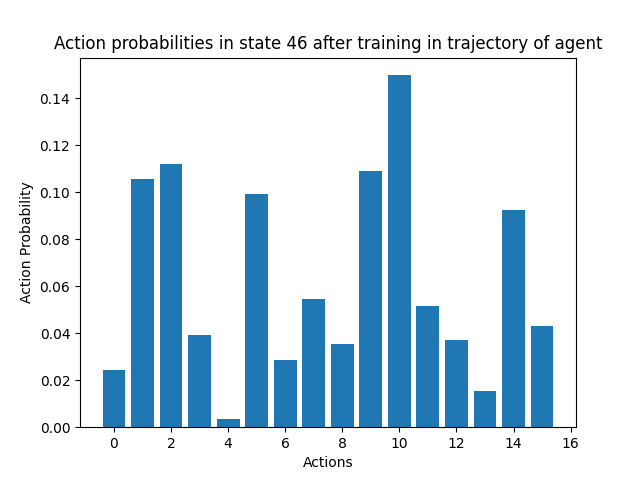 Action probabilities in state 46 after training in trajectory of agent
0.14
0.12
0.10
0.08
0.06
0.04
0.02
0.00
Action Probability
0 2 4 6 8 10 12 14 16
Actions